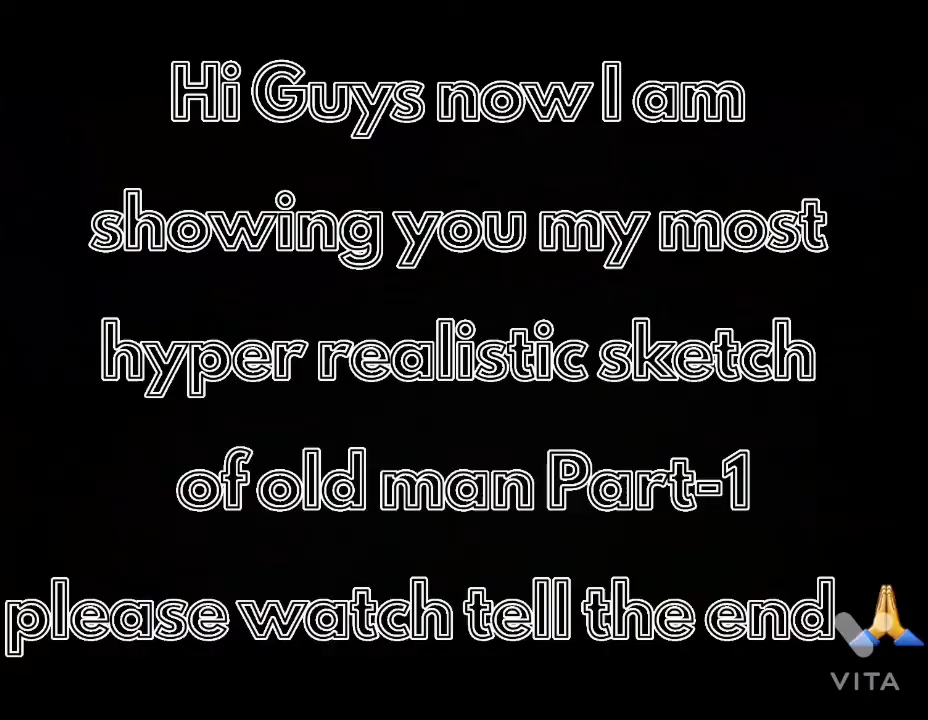 Hi Guys now I am
showing you my most
hyper realistic sketch
of old man Part-1
please watch tell the end🙏
VITA